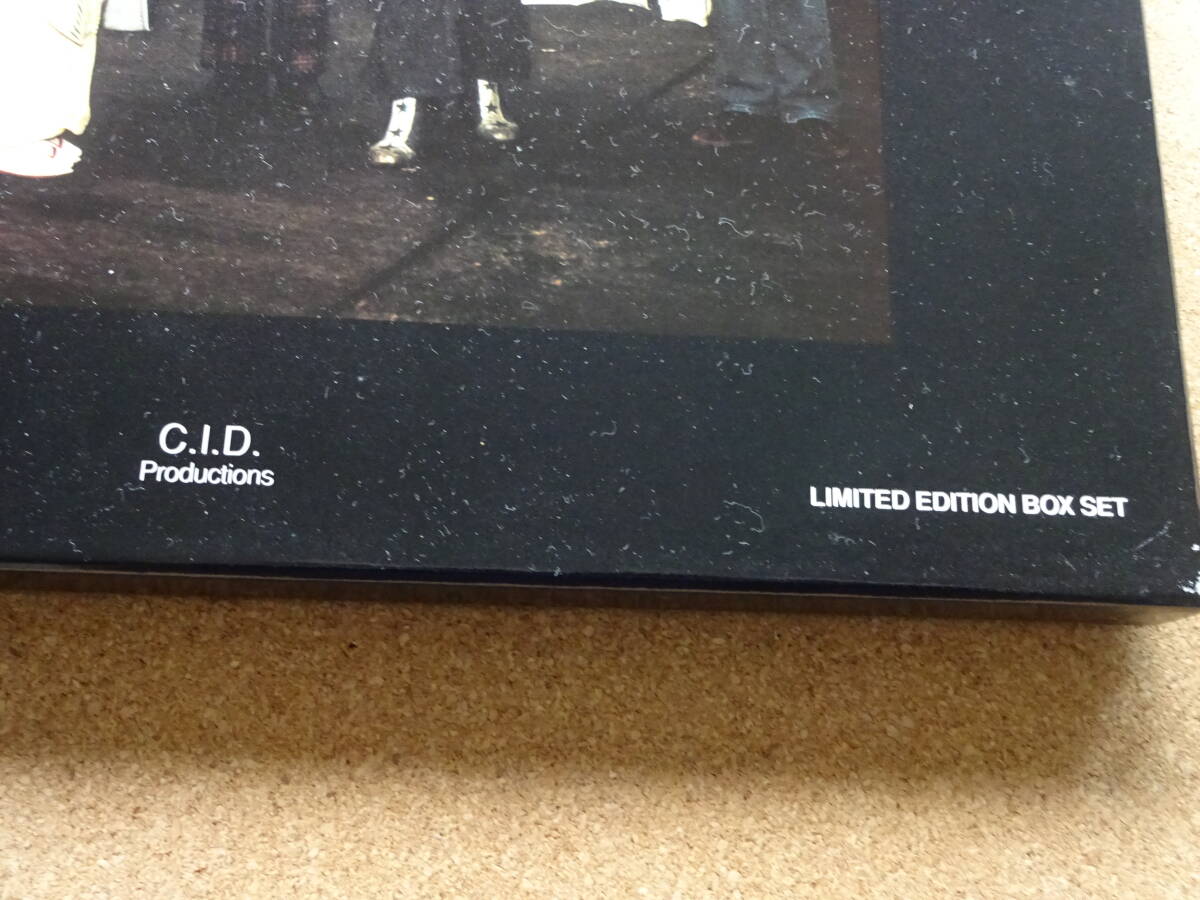 C.I.D.
Productions
LIMITED EDITION BOX SET